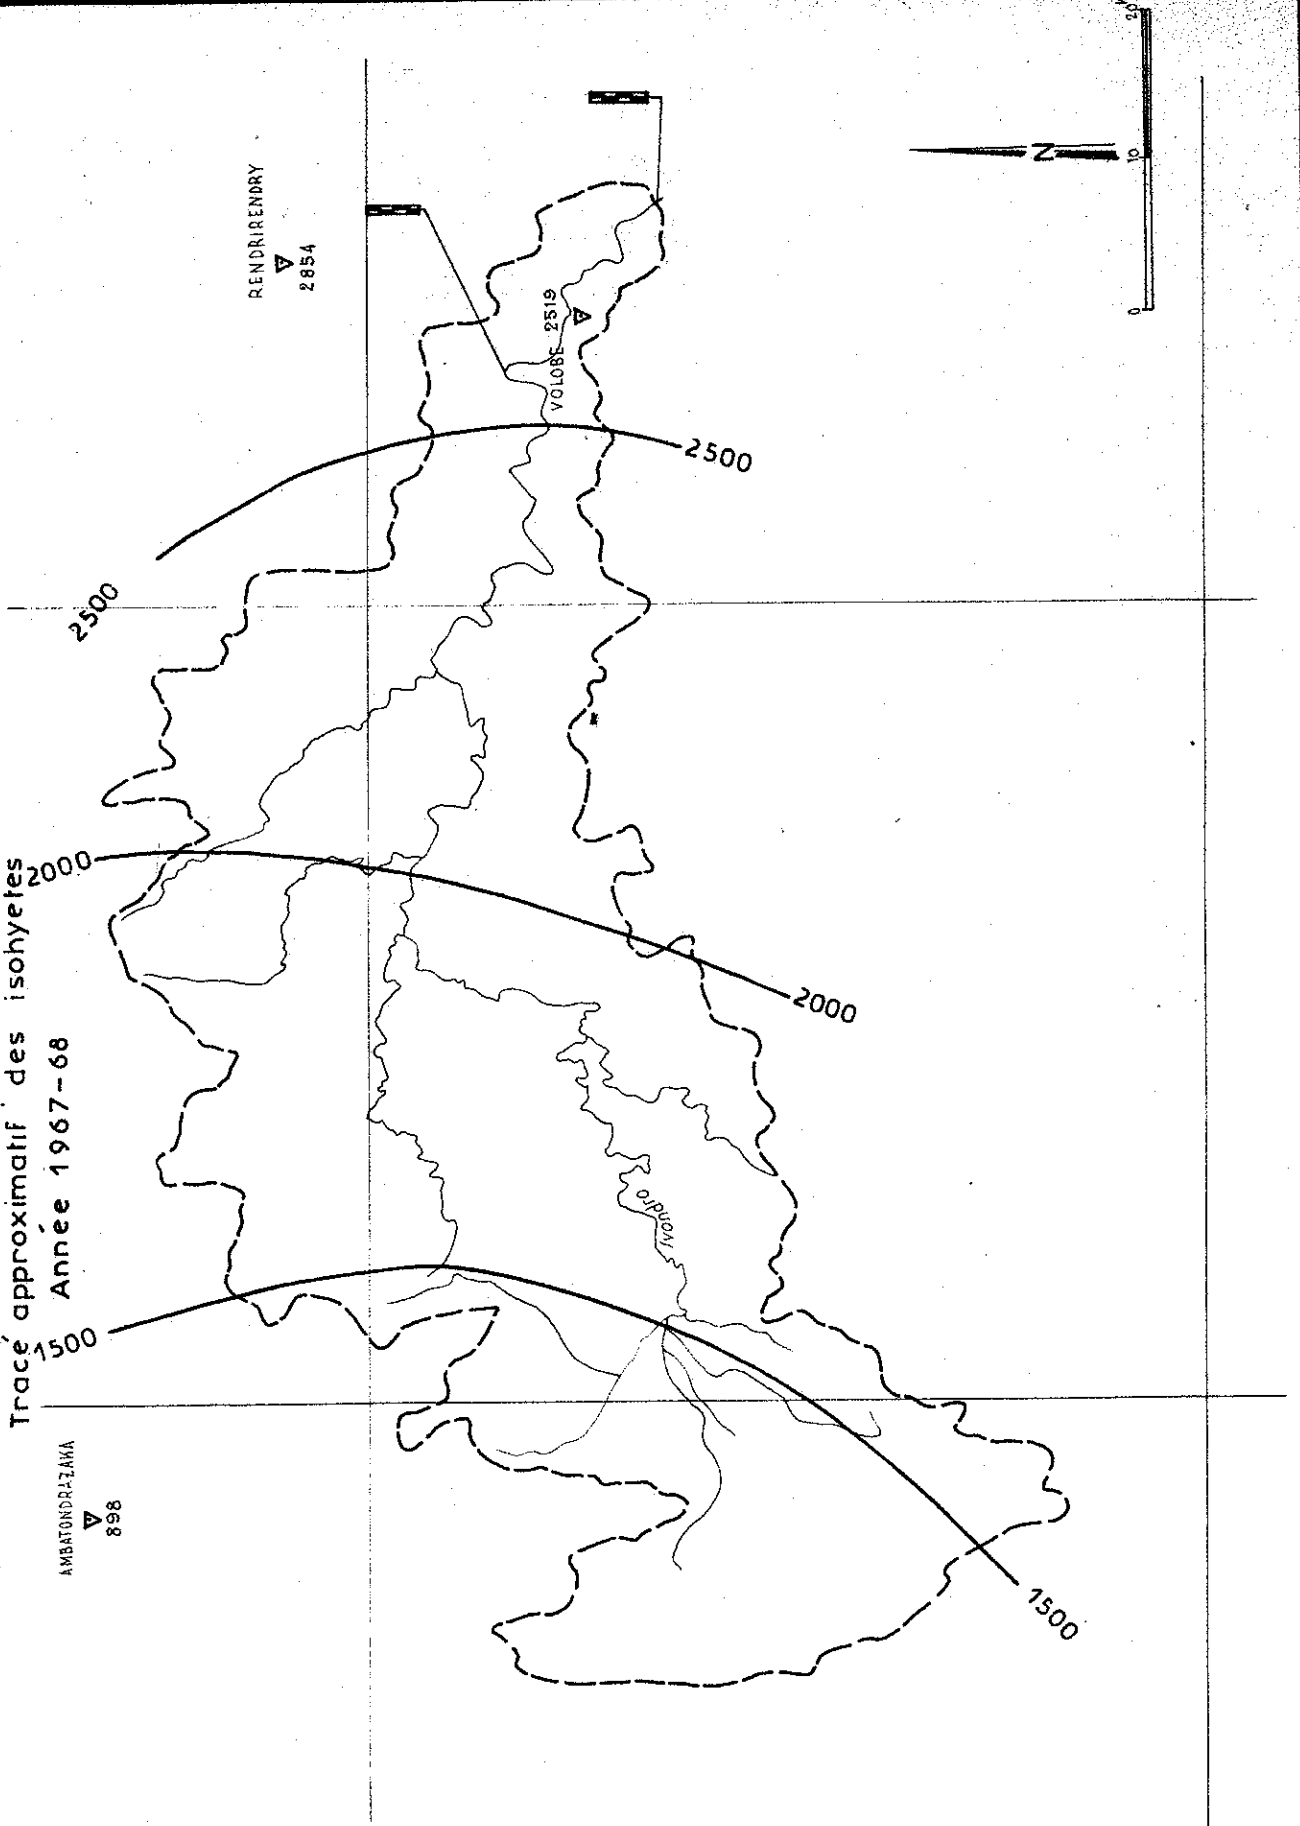 Tracé approximatif des isohyetes
Année 1967-68
AMBATONDRAZAKA
898
RENDRIRENDRY
2854
VOLOBE 2519
Ivondro
1500
1500
2000
2000
2500
2500
N
0
10
20